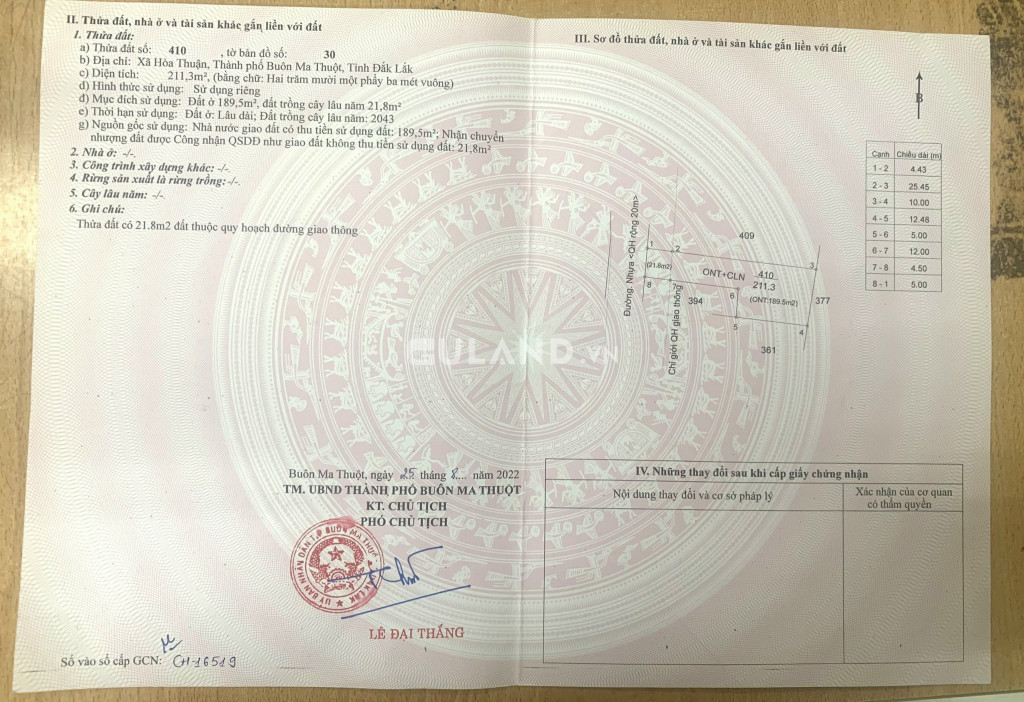 II. Thửa đất, nhà ở và tài sản khác gắn liền với đất
1. Thửa đất:
a) Thửa đất số: 410 , tờ bản đồ số: 30
b) Địa chỉ: Xã Hòa Thuận, Thành phố Buôn Ma Thuột, Tỉnh Đắk Lắk
c) Diện tích: 211,3m², (bằng chữ: Hai trăm mười một phẩy ba mét vuông)
d) Hình thức sử dụng: Sử dụng riêng
đ) Mục đích sử dụng: Đất ở 189,5m², đất trồng cây lâu năm 21,8m²
e) Thời hạn sử dụng: Đất ở: Lâu dài; Đất trồng cây lâu năm: 2043
g) Nguồn gốc sử dụng: Nhà nước giao đất có thu tiền sử dụng đất: 189,5m²; Nhận chuyển
nhượng đất được Công nhận QSDĐ như giao đất không thu tiền sử dụng đất: 21,8m²
2. Nhà ở: -/-.
3. Công trình xây dựng khác: -/-.
4. Rừng sản xuất là rừng trồng: -/-.
5. Cây lâu năm: -/-.
6. Ghi chú:
Thửa đất có 21.8m2 đất thuộc quy hoạch đường giao thông
Buôn Ma Thuột, ngày 25 tháng 8 năm 2022
TM. UBND THÀNH PHỐ BUÔN MA THUỘT
KT. CHỦ TỊCH
PHÓ CHỦ TỊCH
LÊ ĐẠI THẮNG
Số vào sổ cấp GCN: CH-16519
III. Sơ đồ thửa đất, nhà ở và tài sản khác gắn liền với đất
B
Cạnh Chiều dài (m)
1 - 2 4.43
2 - 3 25.45
3 - 4 10.00
4 - 5 12.48
5 - 6 5.00
6 - 7 12.00
7 - 8 4.50
8 - 1 5.00
Đường. Nhựa <QH rộng 20m>
Chỉ giới QH giao thông
409
1
2
3
(21.8m2)
ONT+CLN 410
211.3
(ONT:189.5m2)
8
7
394
6
377
5
4
361
EULAND.VN
IV. Những thay đổi sau khi cấp giấy chứng nhận
Nội dung thay đổi và cơ sở pháp lý
Xác nhận của cơ quan
có thẩm quyền